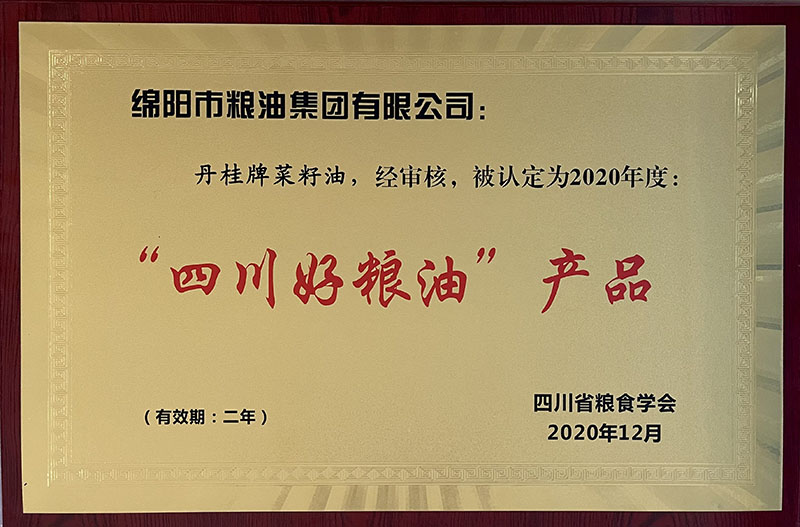 绵阳市粮油集团有限公司：
丹桂牌菜籽油，经审核，被认定为2020年度：
“四川好粮油”产品
（有效期：二年）
四川省粮食学会
2020年12月